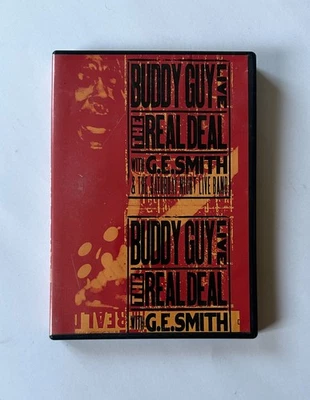 BUDDY GUY LIVE
THE REAL DEAL
WITH G.E. SMITH
& THE SATURDAY NIGHT LIVE BAND
BUDDY GUY LIVE
THE REAL DEAL
REAL D
WITH G.E. SMITH